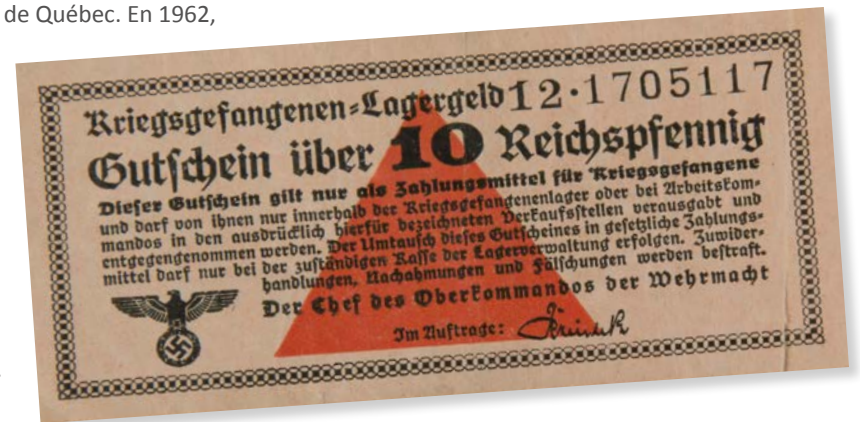 de Québec. En 1962,
Kriegsgefangenen=Lagergeld 12·1705117
Gutschein über 10 Reichspfennig
Dieser Gutschein gilt nur als Zahlungsmittel für Kriegsgefangene
und darf von ihnen nur innerhalb der Kriegsgefangenenlager oder bei Arbeitskom-
mandos in den ausdrücklich hierfür bezeichneten Verkaufsstellen verausgabt und
entgegengenommen werden. Der Umtausch dieses Gutscheines in gesetzliche Zahlungs-
mittel darf nur bei der zuständigen Kasse der Lagerverwaltung erfolgen. Zuwider-
handlungen, Nachahmungen und Fälschungen werden bestraft.
Der Chef des Oberkommandos der Wehrmacht
Im Auftrage: